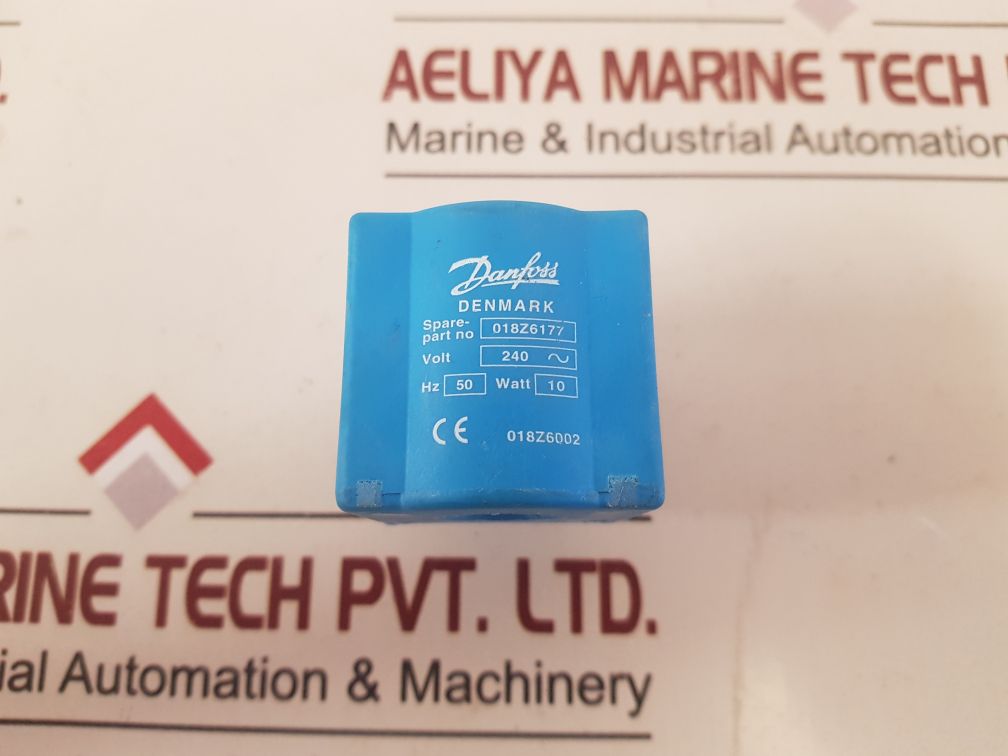 D.
AELIYA MARINE TECH
Marine & Industrial Automation
Danfoss
DENMARK
Spare-
part no 018Z6177
Volt 240 ~
Hz 50 Watt 10
CE 018Z6002
RINE TECH PVT. LTD.
ial Automation & Machinery